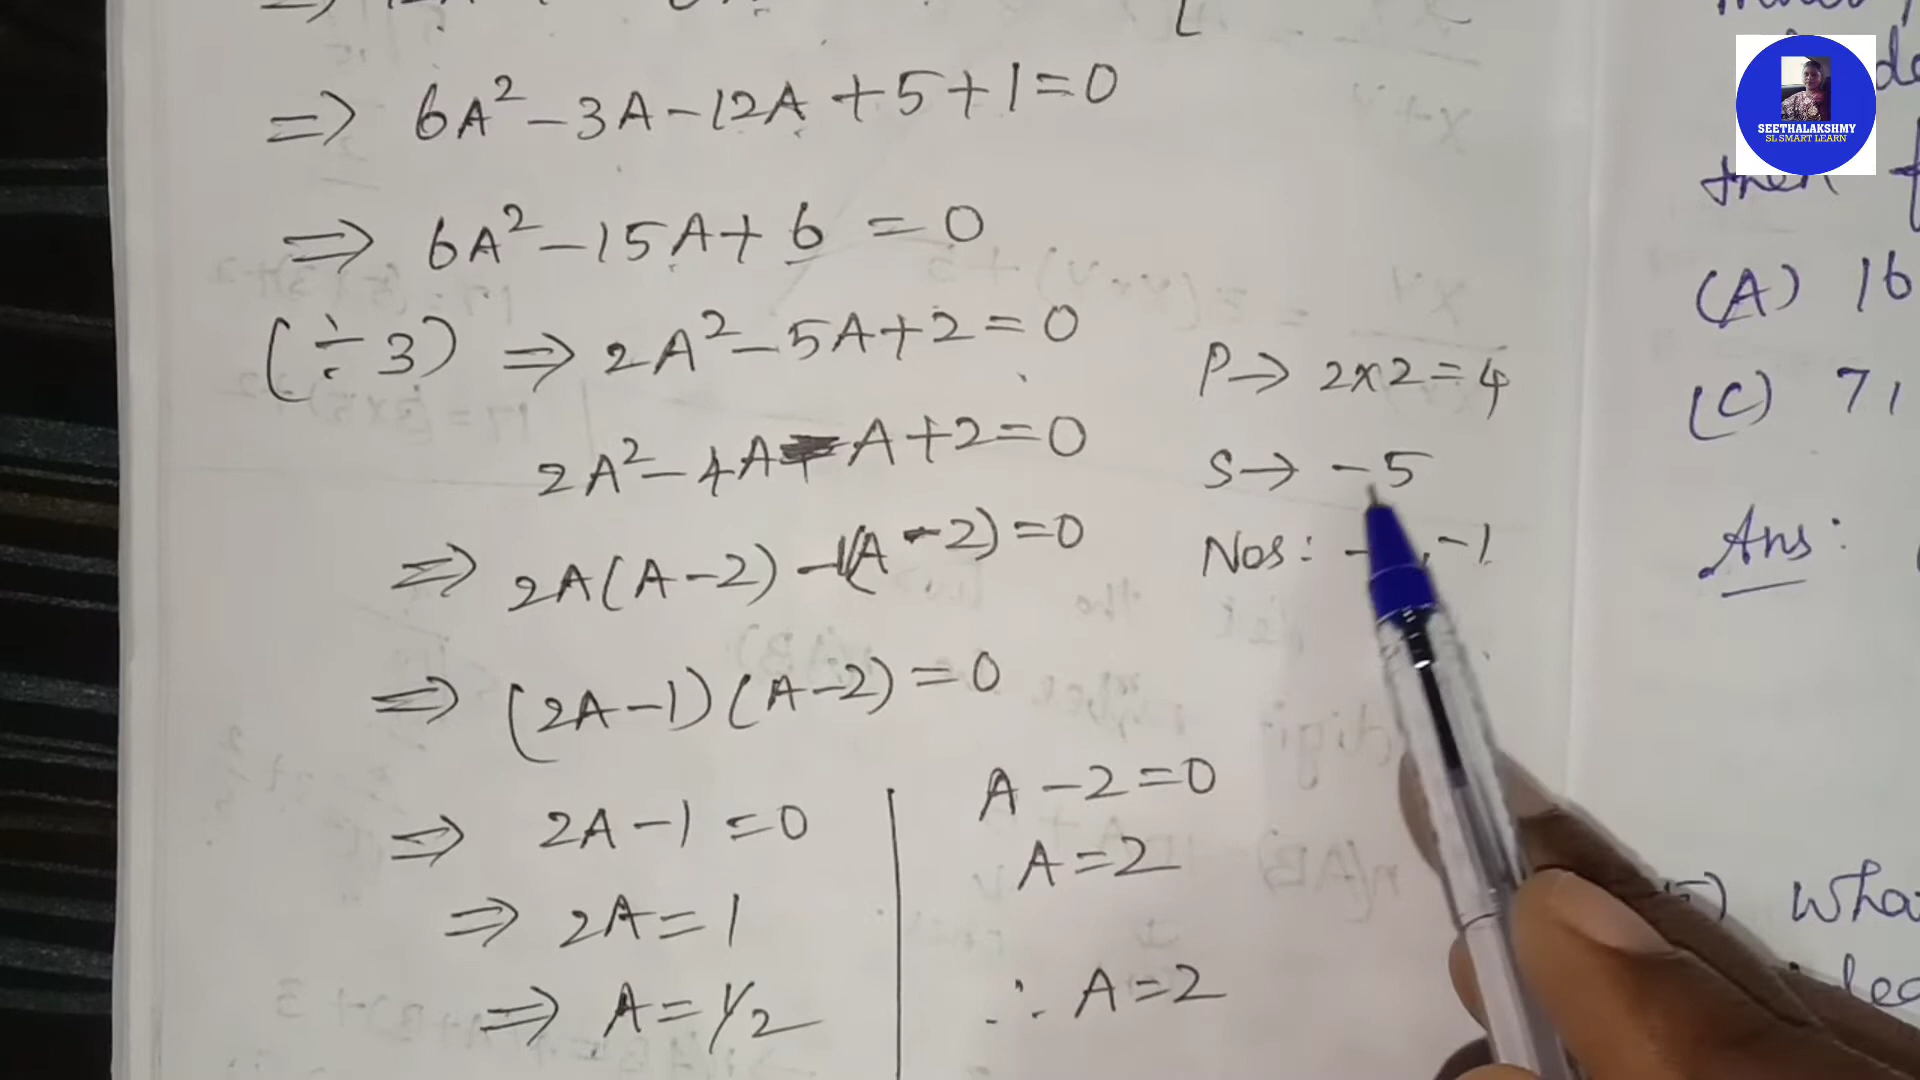 ⇒ 6A² - 3A - 12A + 5 + 1 = 0
⇒ 6A² - 15A + 6 = 0
(÷ 3) ⇒ 2A² - 5A + 2 = 0
2A² - 4A - A + 2 = 0
⇒ 2A(A - 2) - 1(A - 2) = 0
⇒ (2A - 1)(A - 2) = 0
⇒ 2A - 1 = 0
⇒ 2A = 1
⇒ A = 1/2
A - 2 = 0
A = 2
∴ A = 2
P → 2 × 2 = 4
S → -5
Nos: - , -1
SEETHALAKSHMY
SL SMART LEARN
then
(A) 16
(C) 71
Ans: